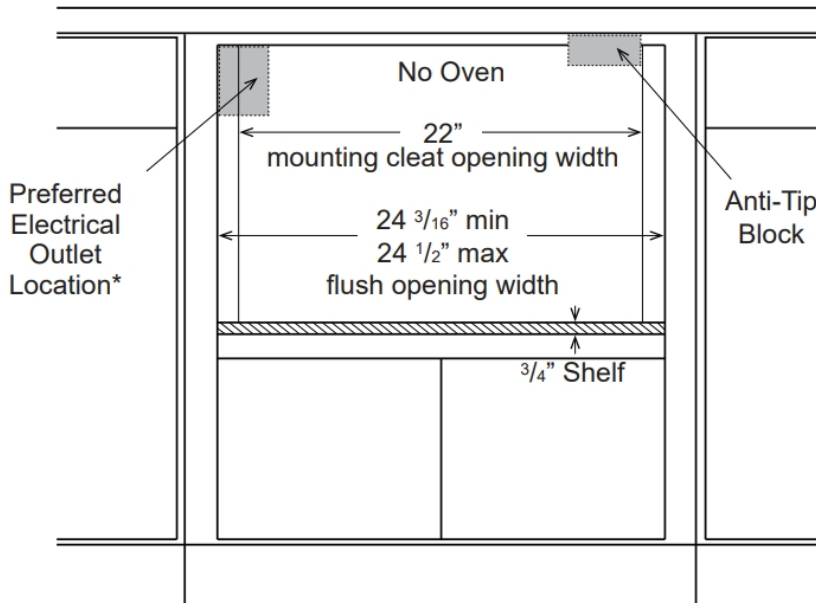 No Oven
22”
mounting cleat opening width
Preferred
Electrical
Outlet
Location*
Anti-Tip
Block
24 3/16” min
24 1/2” max
flush opening width
3/4” Shelf